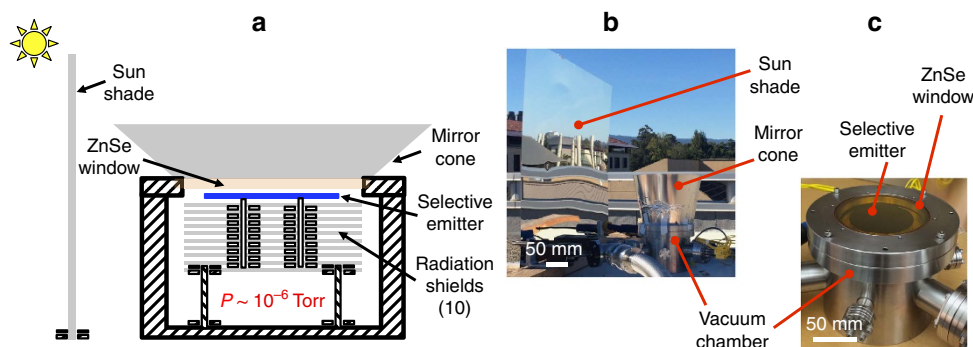 a
b
c
Sun
shade
ZnSe
window
Mirror
cone
Selective
emitter
Radiation
shields
(10)
P ~ 10⁻⁶ Torr
Sun
shade
Mirror
cone
Vacuum
chamber
50 mm
ZnSe
window
Selective
emitter
50 mm